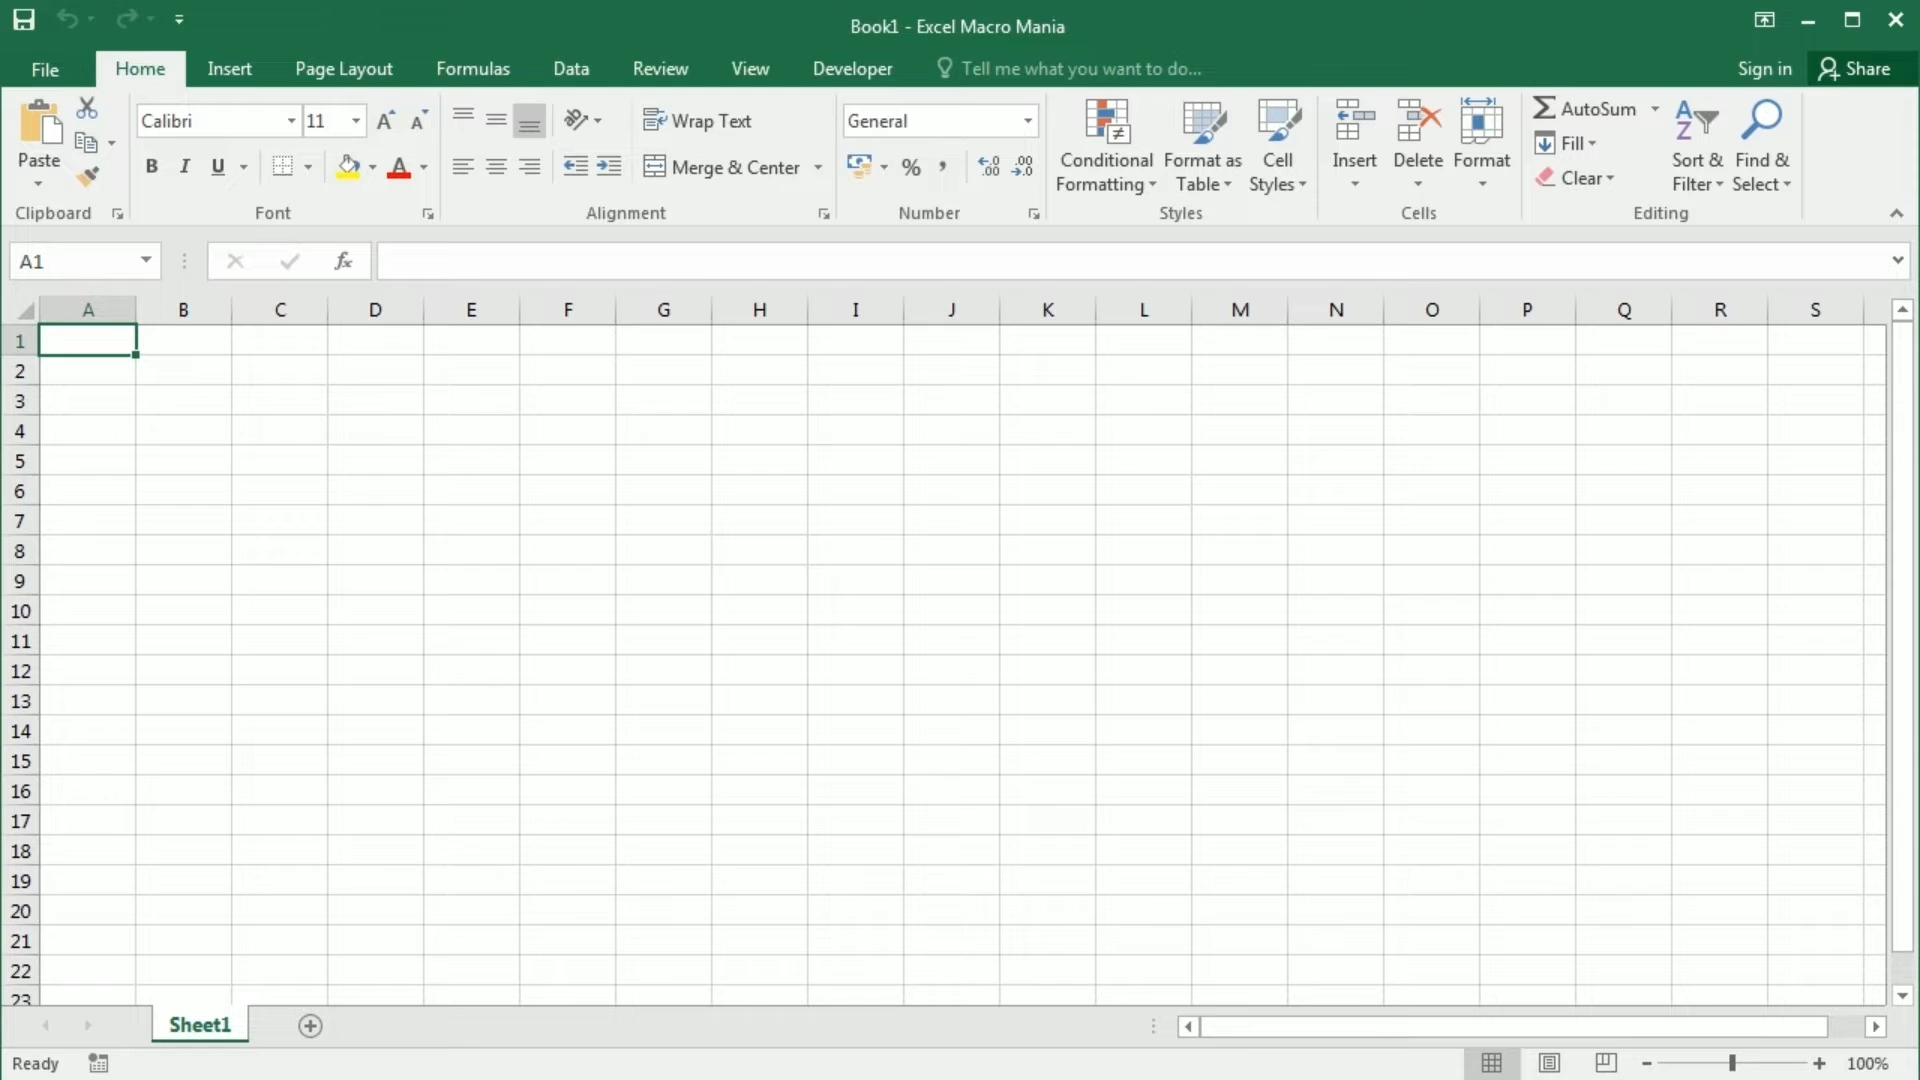 Book1 - Excel Macro Mania
File Home Insert Page Layout Formulas Data Review View Developer Tell me what you want to do... Sign in Share
Calibri 11 Wrap Text General AutoSum
Paste B I U A Merge & Center % , Conditional Formatting Format as Table Cell Styles Insert Delete Format Fill Sort & Filter Find & Select
Clear
Clipboard Font Alignment Number Styles Cells Editing
A1 fx
A B C D E F G H I J K L M N O P Q R S
1
2
3
4
5
6
7
8
9
10
11
12
13
14
15
16
17
18
19
20
21
22
23
Sheet1
Ready 100%